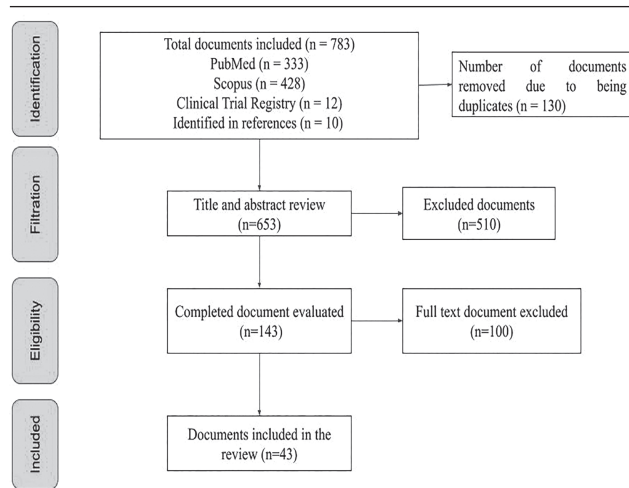 Identification
Total documents included (n = 783)
PubMed (n = 333)
Scopus (n = 428)
Clinical Trial Registry (n = 12)
Identified in references (n = 10)
Number of documents
removed due to being
duplicates (n = 130)
Filtration
Title and abstract review
(n=653)
Excluded documents
(n=510)
Eligibility
Completed document evaluated
(n=143)
Full text document excluded
(n=100)
Included
Documents included in the
review (n=43)